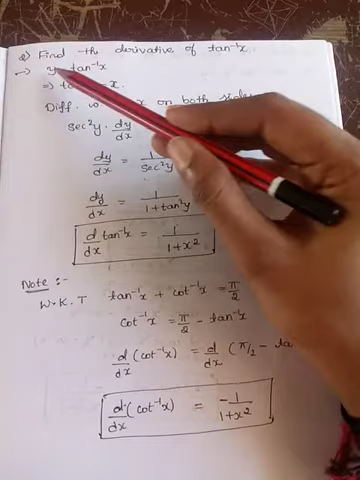 Q) Find the derivative of tan⁻¹x.
→ y tan⁻¹x
⇒ x.
Diff. w x on both
sec²y . dy/dx
dy/dx = 1/sec²y
dy/dx = 1/1+tan²y
d/dx tan⁻¹x = 1/1+x²
Note :-
W.K.T tan⁻¹x + cot⁻¹x = π/2
cot⁻¹x = π/2 - tan⁻¹x
d/dx (cot⁻¹x) = d/dx (π/2 -
d/dx (cot⁻¹x) = -1/1+x²